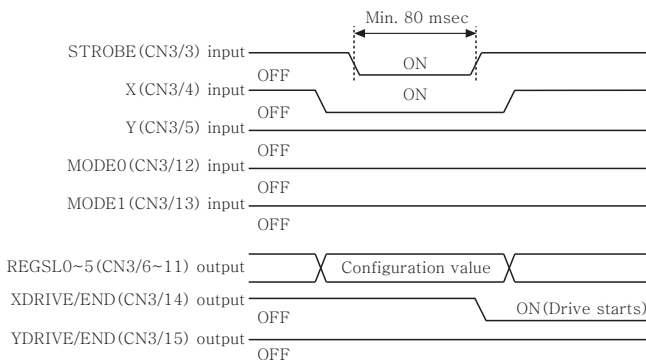 Min. 80 msec
STROBE(CN3/3) input
OFF
ON
X(CN3/4) input
OFF
ON
Y(CN3/5) input
OFF
MODE0(CN3/12) input
OFF
MODE1(CN3/13) input
OFF
REGSL0~5(CN3/6~11) output
Configuration value
XDRIVE/END(CN3/14) output
OFF
ON(Drive starts)
YDRIVE/END(CN3/15) output
OFF